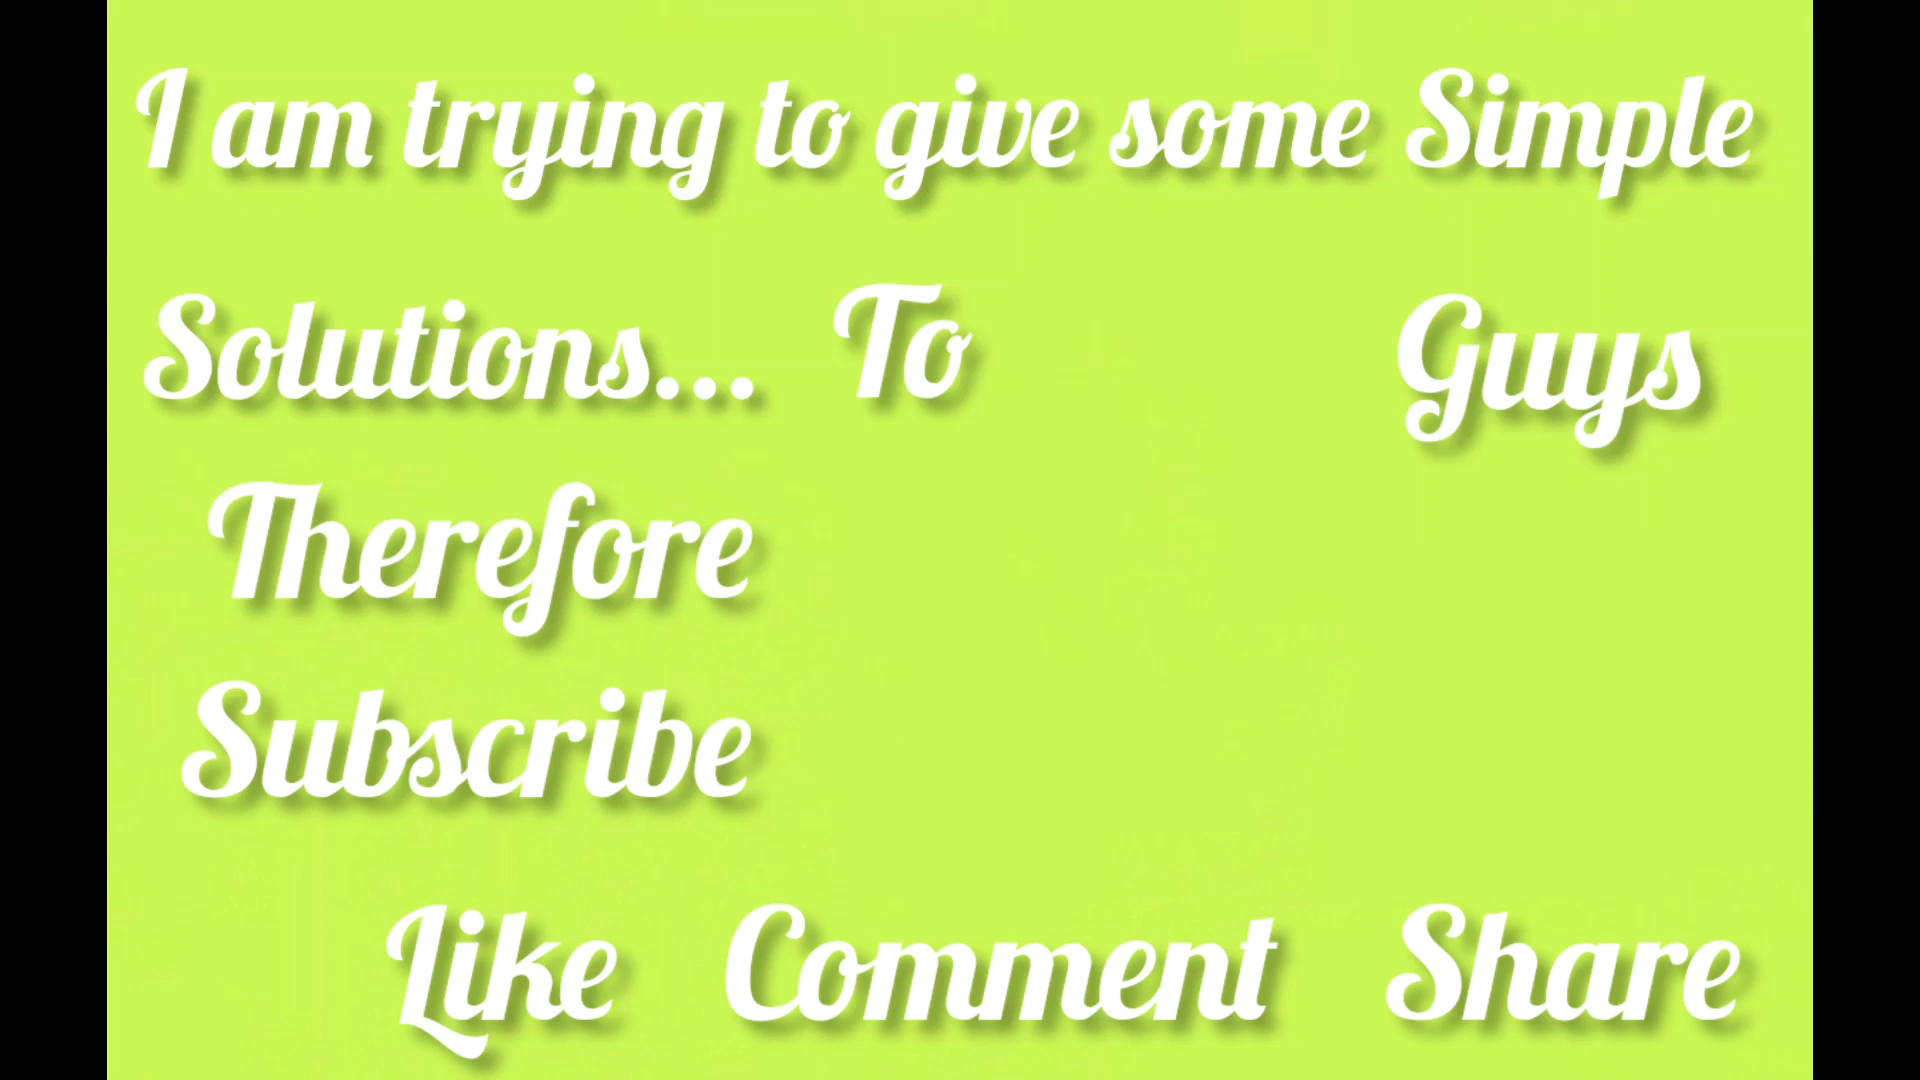 I am trying to give some Simple
Solutions... To Guys
Therefore
Subscribe
Like Comment Share